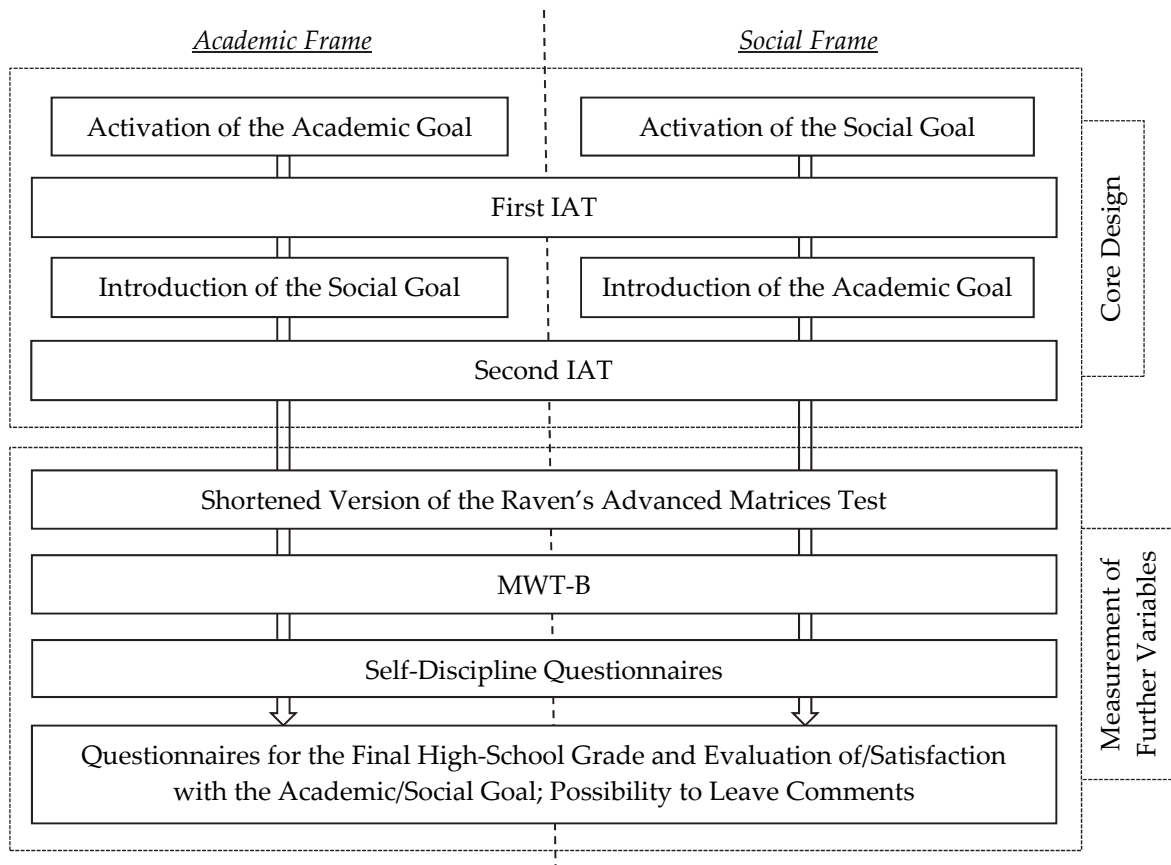 Academic Frame
Social Frame
Activation of the Academic Goal
Activation of the Social Goal
First IAT
Introduction of the Social Goal
Introduction of the Academic Goal
Second IAT
Core Design
Shortened Version of the Raven’s Advanced Matrices Test
MWT-B
Self-Discipline Questionnaires
Questionnaires for the Final High-School Grade and Evaluation of/Satisfaction
with the Academic/Social Goal; Possibility to Leave Comments
Measurement of
Further Variables